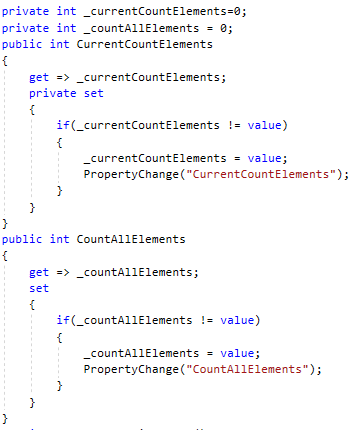 private int _currentCountElements=0;
private int _countAllElements = 0;
public int CurrentCountElements
{
    get => _currentCountElements;
    private set
    {
        if(_currentCountElements != value)
        {
            _currentCountElements = value;
            PropertyChange("CurrentCountElements");
        }
    }
}
public int CountAllElements
{
    get => _countAllElements;
    set
    {
        if(_countAllElements != value)
        {
            _countAllElements = value;
            PropertyChange("CountAllElements");
        }
    }
}